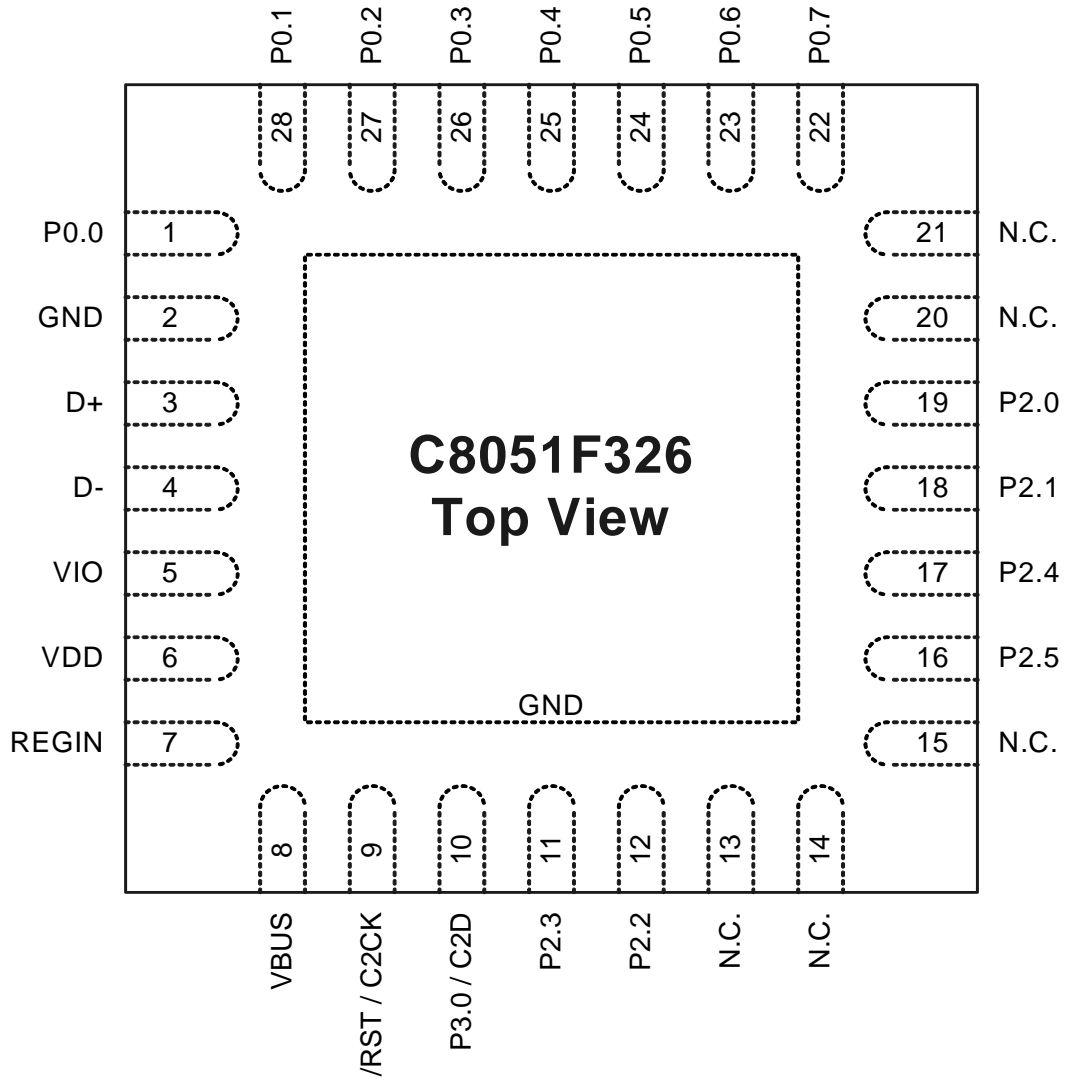 P0.1 P0.2 P0.3 P0.4 P0.5 P0.6 P0.7
28 27 26 25 24 23 22
P0.0 1 21 N.C.
GND 2 20 N.C.
D+ 3 19 P2.0
D- 4 18 P2.1
C8051F326
Top View
VIO 5 17 P2.4
VDD 6 16 P2.5
GND
REGIN 7 15 N.C.
8 9 10 11 12 13 14
VBUS /RST / C2CK P3.0 / C2D P2.3 P2.2 N.C. N.C.